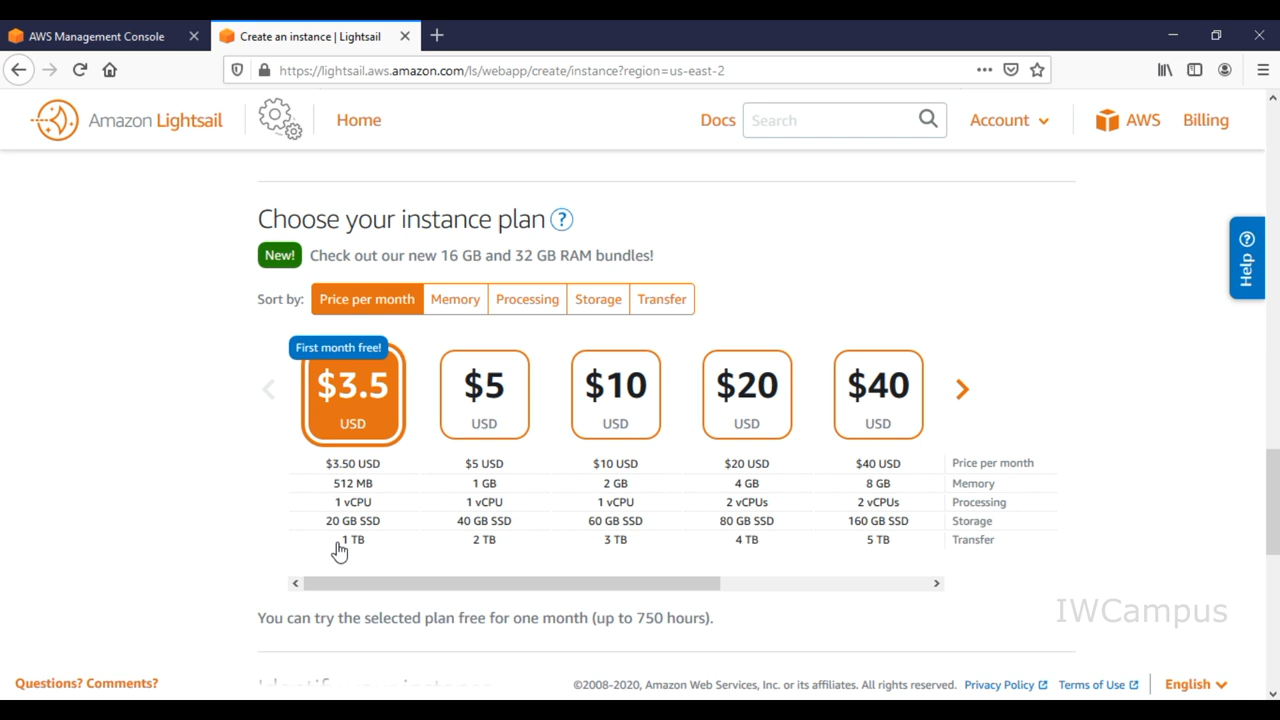 AWS Management Console
Create an instance | Lightsail
https://lightsail.aws.amazon.com/ls/webapp/create/instance?region=us-east-2
Amazon Lightsail
Home
Docs
Search
Account
AWS
Billing
Choose your instance plan ?
New! Check out our new 16 GB and 32 GB RAM bundles!
Sort by: Price per month Memory Processing Storage Transfer
First month free!
$3.5 $5 $10 $20 $40
USD USD USD USD USD
$3.50 USD $5 USD $10 USD $20 USD $40 USD Price per month
512 MB 1 GB 2 GB 4 GB 8 GB Memory
1 vCPU 1 vCPU 1 vCPU 2 vCPUs 2 vCPUs Processing
20 GB SSD 40 GB SSD 60 GB SSD 80 GB SSD 160 GB SSD Storage
1 TB 2 TB 3 TB 4 TB 5 TB Transfer
Help ?
You can try the selected plan free for one month (up to 750 hours).
IWCampus
Questions? Comments?
©2008-2020, Amazon Web Services, Inc. or its affiliates. All rights reserved. Privacy Policy Terms of Use English